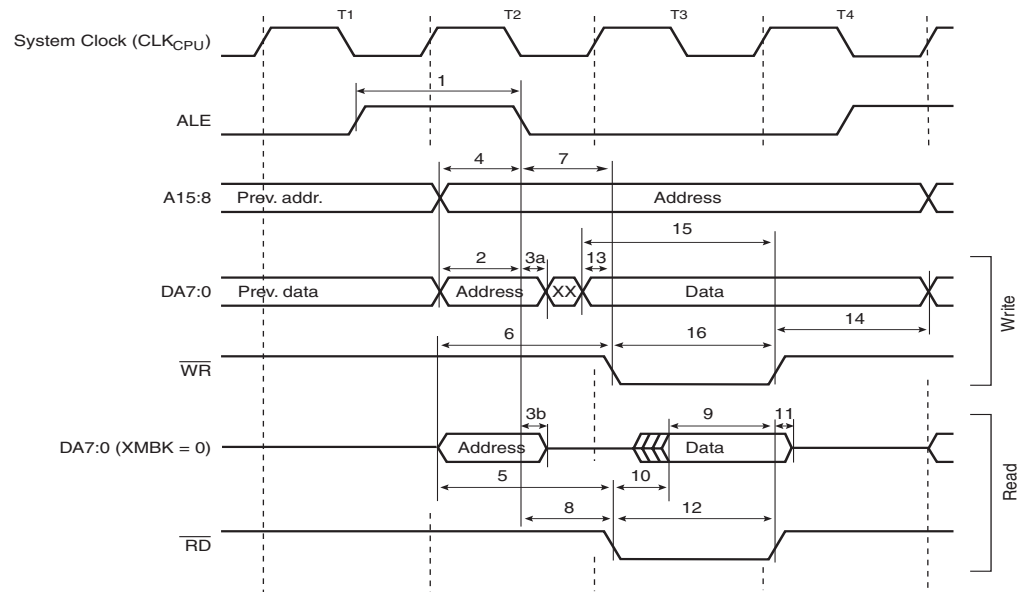 T1 T2 T3 T4
System Clock (CLKCPU)
1
ALE
4 7
A15:8 Prev. addr. Address
15
2 3a 13
DA7:0 Prev. data Address XX Data
14
6 16
WR
Write
3b 9 11
DA7:0 (XMBK = 0) Address Data
5 10
8 12
RD
Read